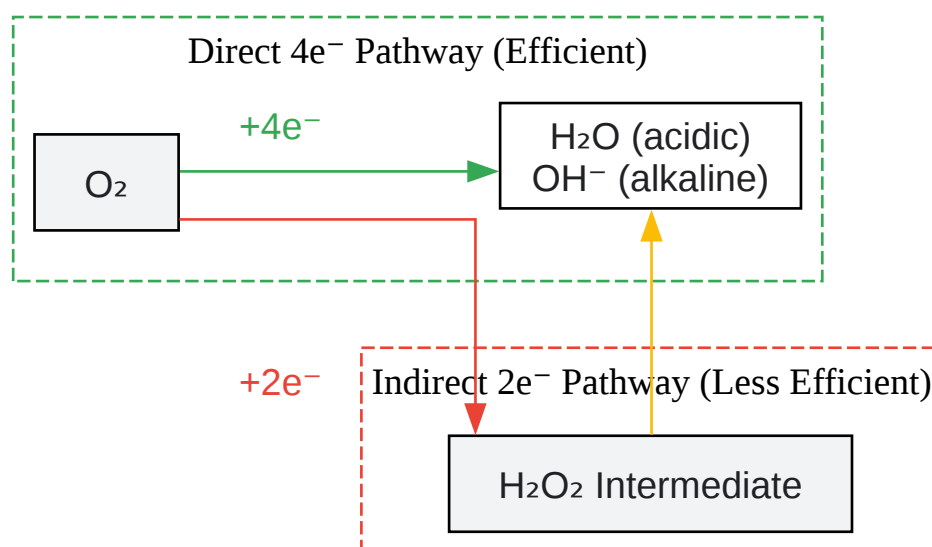 Direct 4e⁻ Pathway (Efficient)
+4e⁻
H₂O (acidic)
OH⁻ (alkaline)
O₂
+2e⁻
Indirect 2e⁻ Pathway (Less Efficient)
H₂O₂ Intermediate